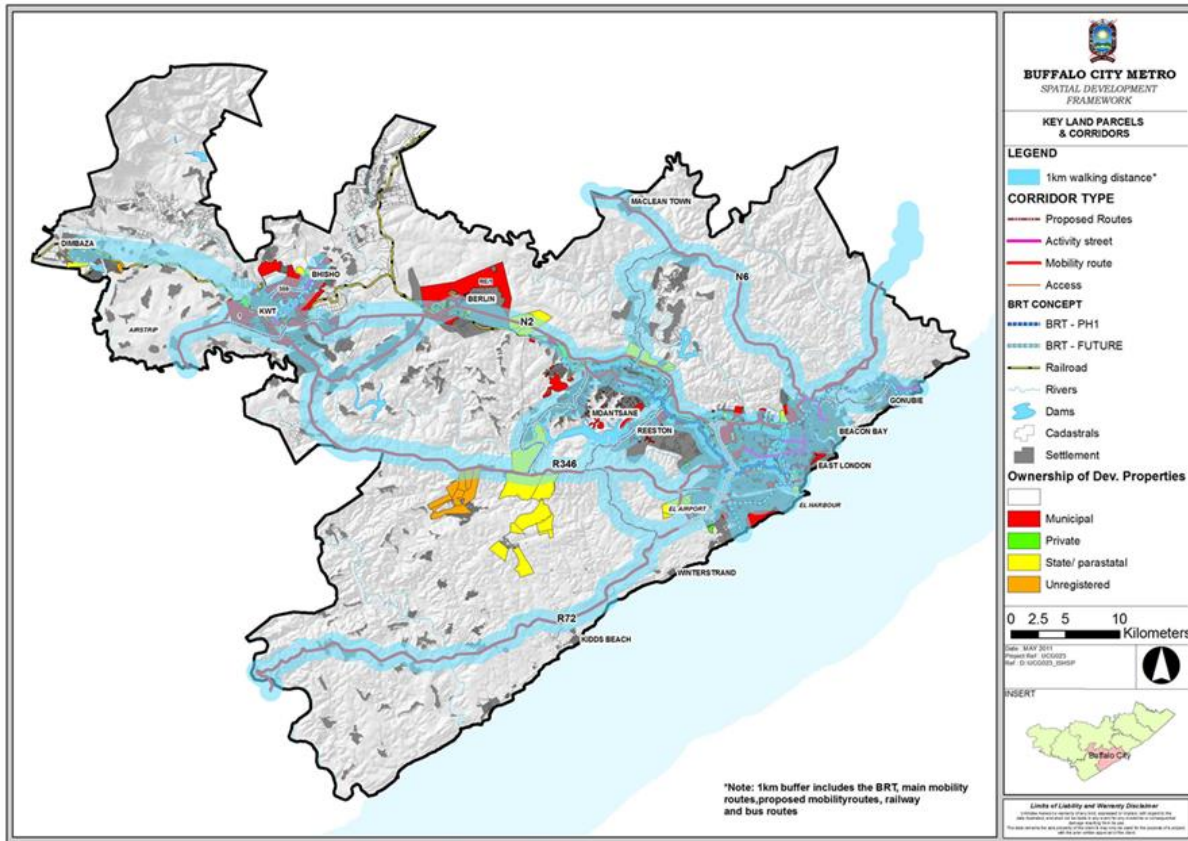 BUFFALO CITY METRO
SPATIAL DEVELOPMENT
FRAMEWORK
KEY LAND PARCELS
& CORRIDORS
LEGEND
1km walking distance*
CORRIDOR TYPE
Proposed Routes
Activity street
Mobility route
Access
BRT CONCEPT
BRT - PH1
BRT - FUTURE
Railroad
Rivers
Dams
Cadastrals
Settlement
Ownership of Dev. Properties
Municipal
Private
State/ parastatal
Unregistered
0 2.5 5 10
Kilometers
Date : MAY 2011
INSERT
Buffalo City
Limits of Liability and Warranty Disclaimer
MACLEAN TOWN
DIMBAZA
BHISHO
N6
BERLIN
KWT
AIRSTRIP
N2
GONUBIE
MDANTSANE
REESTON
BEACON BAY
R346
EAST LONDON
EL AIRPORT
EL HARBOUR
WINTERSTRAND
R72
KIDDS BEACH
*Note: 1km buffer includes the BRT, main mobility
routes,proposed mobilityroutes, railway
and bus routes